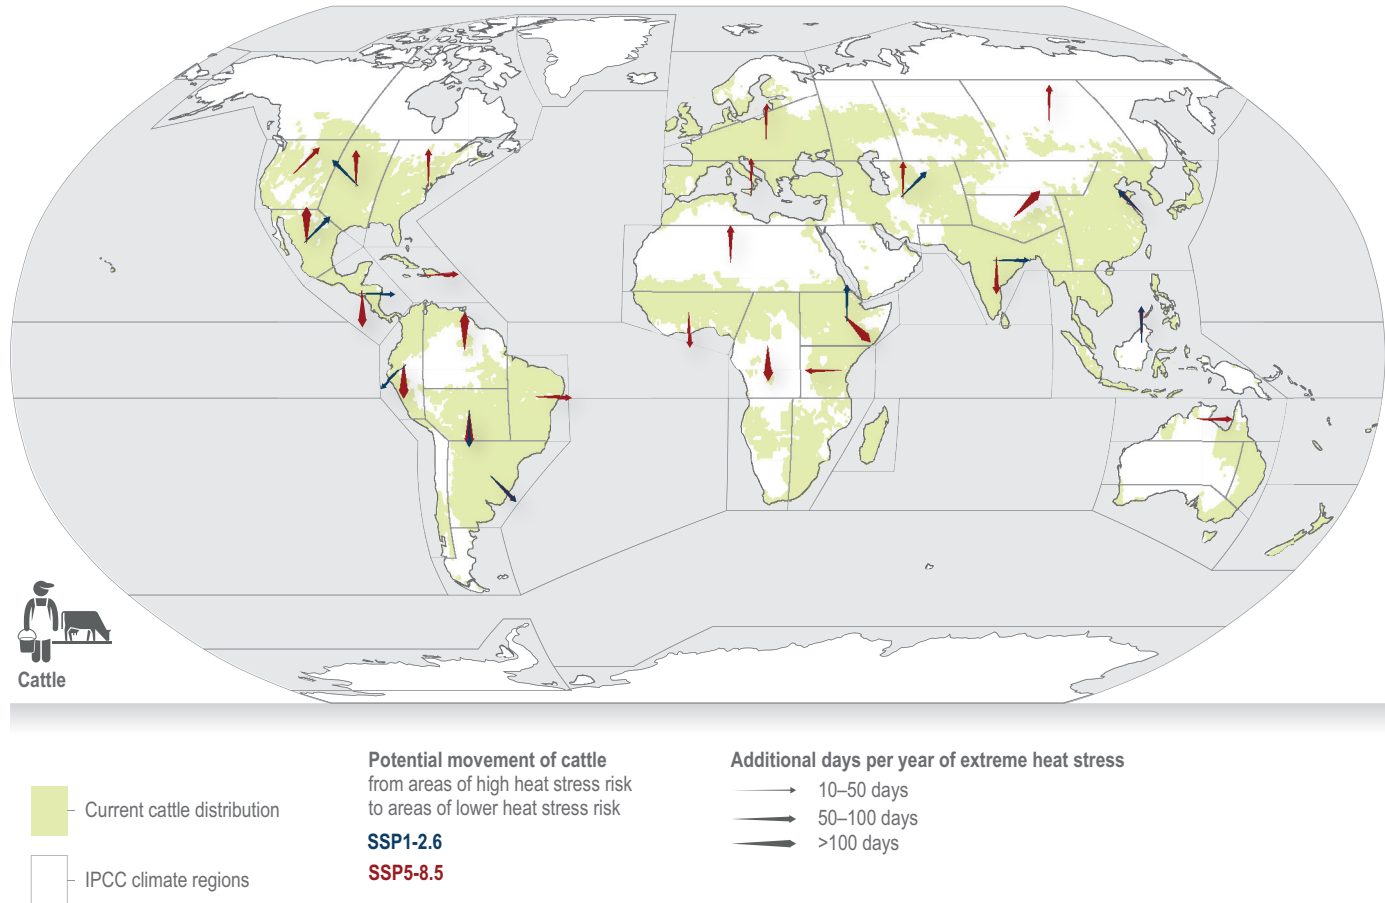 Cattle
Current cattle distribution
IPCC climate regions
Potential movement of cattle
from areas of high heat stress risk
to areas of lower heat stress risk
SSP1-2.6
SSP5-8.5
Additional days per year of extreme heat stress
10–50 days
50–100 days
>100 days